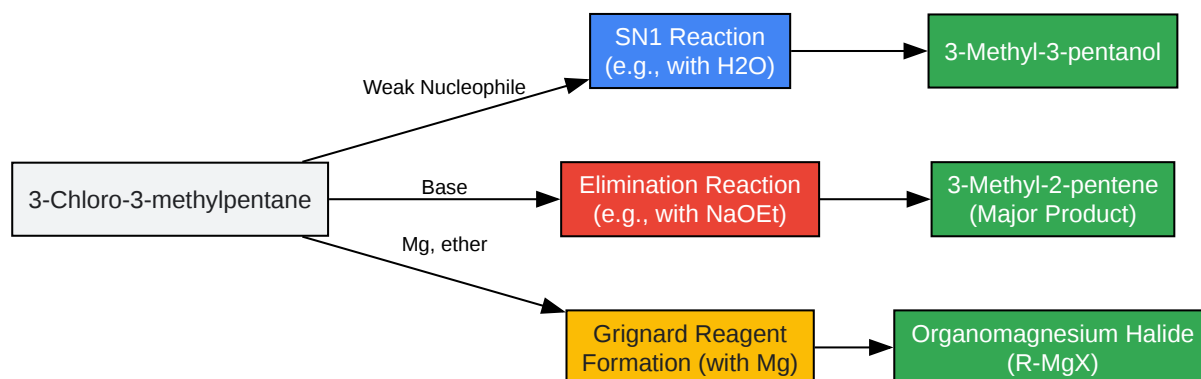 SN1 Reaction
(e.g., with H2O)
3-Methyl-3-pentanol
Weak Nucleophile
3-Chloro-3-methylpentane
Base
Elimination Reaction
(e.g., with NaOEt)
3-Methyl-2-pentene
(Major Product)
Mg, ether
Grignard Reagent
Formation (with Mg)
Organomagnesium Halide
(R-MgX)